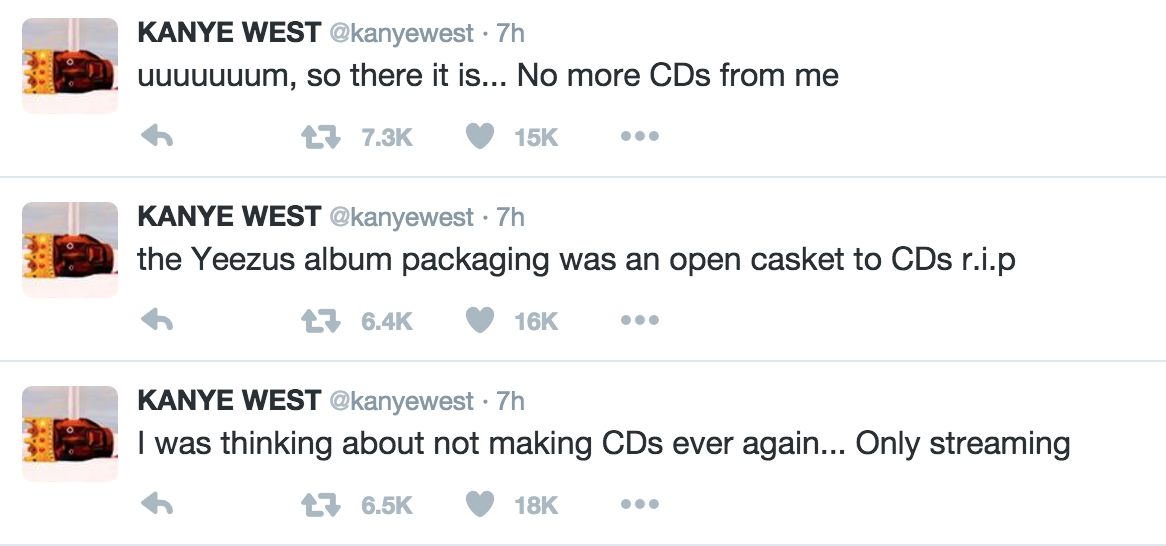 KANYE WEST @kanyewest · 7h
uuuuuuum, so there it is... No more CDs from me
7.3K 15K
KANYE WEST @kanyewest · 7h
the Yeezus album packaging was an open casket to CDs r.i.p
6.4K 16K
KANYE WEST @kanyewest · 7h
I was thinking about not making CDs ever again... Only streaming
6.5K 18K